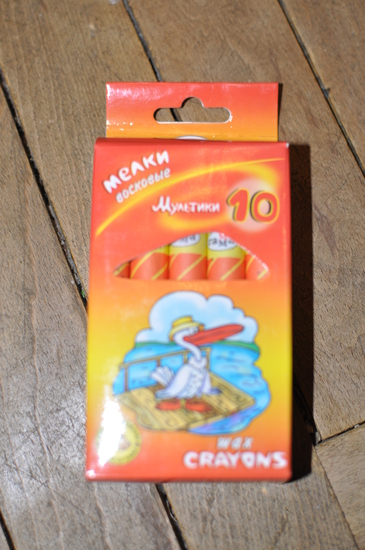 мелки
восковые
Мультики 10
wax
CRAYONS